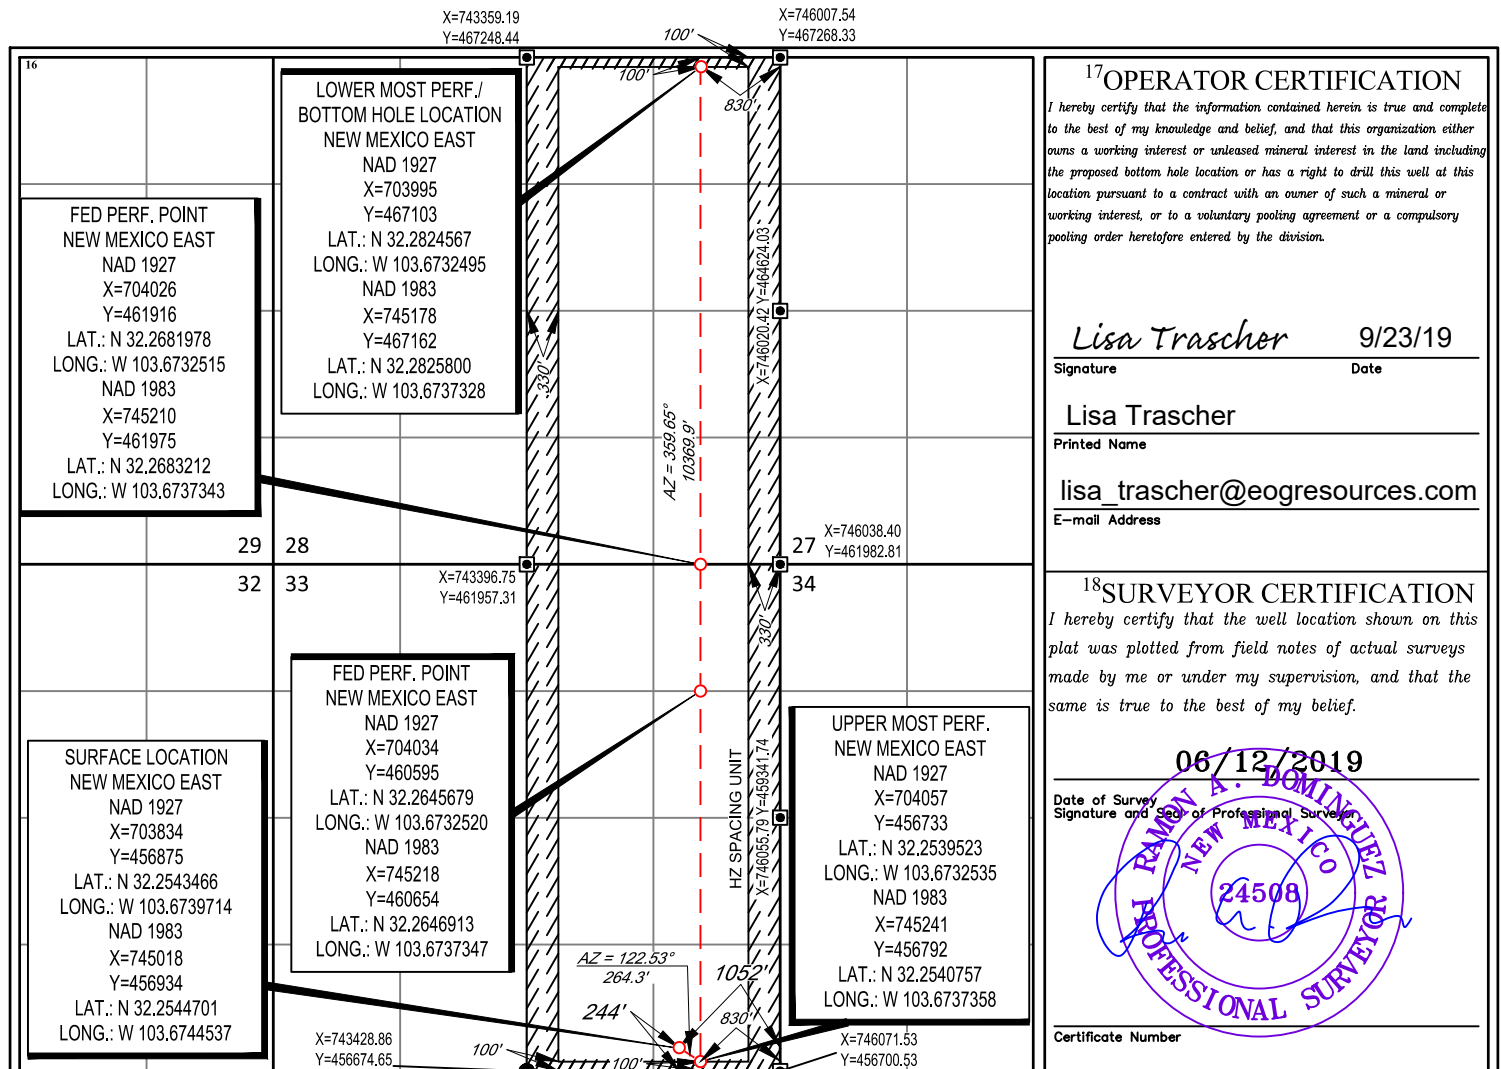 X=743359.19
Y=467248.44
X=746007.54
Y=467268.33
100'
16
100'
830'
LOWER MOST PERF./
BOTTOM HOLE LOCATION
NEW MEXICO EAST
NAD 1927
X=703995
Y=467103
LAT.: N 32.2824567
LONG.: W 103.6732495
NAD 1983
X=745178
Y=467162
LAT.: N 32.2825800
LONG.: W 103.6737328
FED PERF. POINT
NEW MEXICO EAST
NAD 1927
X=704026
Y=461916
LAT.: N 32.2681978
LONG.: W 103.6732515
NAD 1983
X=745210
Y=461975
LAT.: N 32.2683212
LONG.: W 103.6737343
330'
X=746020.42 Y=464624.03
AZ = 359.65°
10369.9'
29 28
32 33
27
34
X=746038.40
Y=461982.81
X=743396.75
Y=461957.31
330'
FED PERF. POINT
NEW MEXICO EAST
NAD 1927
X=704034
Y=460595
LAT.: N 32.2645679
LONG.: W 103.6732520
NAD 1983
X=745218
Y=460654
LAT.: N 32.2646913
LONG.: W 103.6737347
SURFACE LOCATION
NEW MEXICO EAST
NAD 1927
X=703834
Y=456875
LAT.: N 32.2543466
LONG.: W 103.6739714
NAD 1983
X=745018
Y=456934
LAT.: N 32.2544701
LONG.: W 103.6744537
HZ SPACING UNIT
X=746055.79 Y=459341.74
UPPER MOST PERF.
NEW MEXICO EAST
NAD 1927
X=704057
Y=456733
LAT.: N 32.2539523
LONG.: W 103.6732535
NAD 1983
X=745241
Y=456792
LAT.: N 32.2540757
LONG.: W 103.6737358
AZ = 122.53°
264.3'
1052'
244'
830'
100'
100'
X=743428.86
Y=456674.65
X=746071.53
Y=456700.53
17 OPERATOR CERTIFICATION
I hereby certify that the information contained herein is true and complete
to the best of my knowledge and belief, and that this organization either
owns a working interest or unleased mineral interest in the land including
the proposed bottom hole location or has a right to drill this well at this
location pursuant to a contract with an owner of such a mineral or
working interest, or to a voluntary pooling agreement or a compulsory
pooling order heretofore entered by the division.
Lisa Trascher 9/23/19
Signature Date
Lisa Trascher
Printed Name
lisa_trascher@eogresources.com
E-mail Address
18 SURVEYOR CERTIFICATION
I hereby certify that the well location shown on this
plat was plotted from field notes of actual surveys
made by me or under my supervision, and that the
same is true to the best of my belief.
06/12/2019
Date of Survey
Signature and Seal of Professional Surveyor
RAMON A. DOMINGUEZ
NEW MEXICO
24508
PROFESSIONAL SURVEYOR
Certificate Number